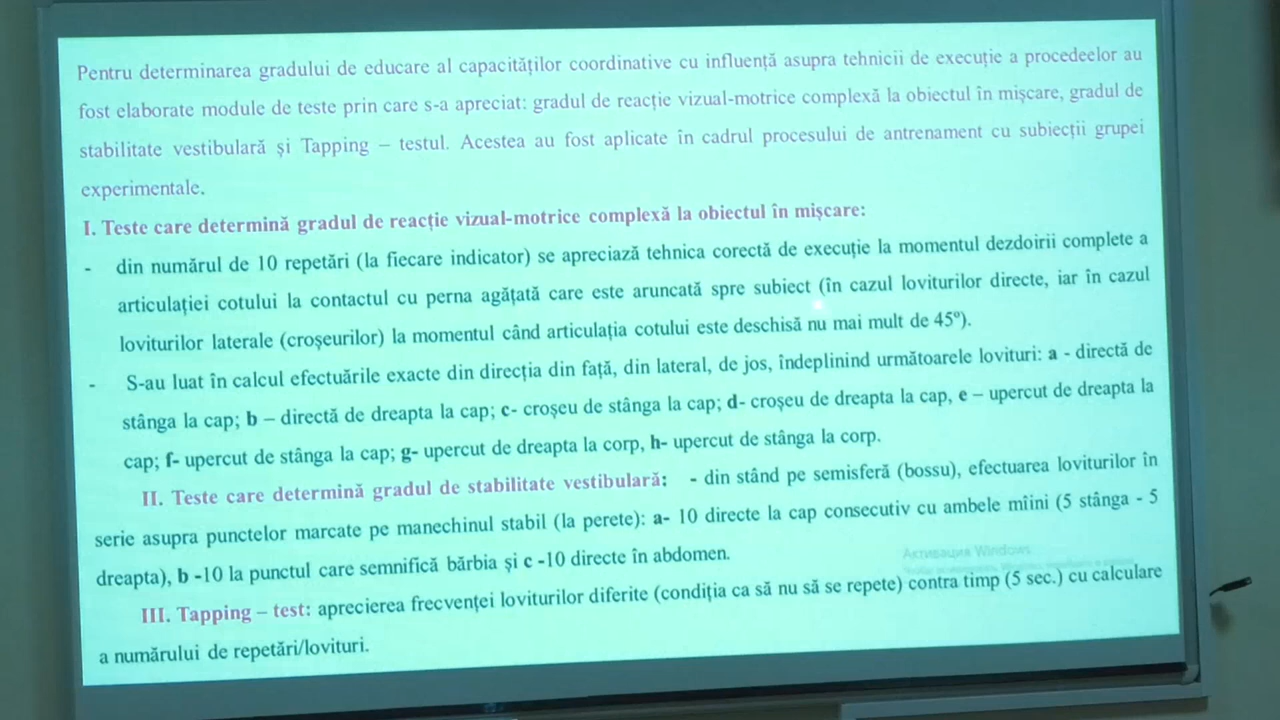 Pentru determinarea gradului de educare al capacităților coordinative cu influență asupra tehnicii de execuție a procedeelor au
fost elaborate module de teste prin care s-a apreciat: gradul de reacție vizual-motrice complexă la obiectul în mișcare, gradul de
stabilitate vestibulară și Tapping – testul. Acestea au fost aplicate în cadrul procesului de antrenament cu subiecții grupei
experimentale.
I. Teste care determină gradul de reacție vizual-motrice complexă la obiectul în mișcare:
- din numărul de 10 repetări (la fiecare indicator) se apreciază tehnica corectă de execuție la momentul dezdoirii complete a
articulației cotului la contactul cu perna agățată care este aruncată spre subiect (în cazul loviturilor directe, iar în cazul
loviturilor laterale (croșeurilor) la momentul când articulația cotului este deschisă nu mai mult de 45º).
- S-au luat în calcul efectuările exacte din direcția din față, din lateral, de jos, îndeplinind următoarele lovituri: a - directă de
stânga la cap; b – directă de dreapta la cap; c- croșeu de stânga la cap; d- croșeu de dreapta la cap, e – upercut de dreapta la
cap; f- upercut de stânga la cap; g- upercut de dreapta la corp, h- upercut de stânga la corp.
II. Teste care determină gradul de stabilitate vestibulară: - din stând pe semisferă (bossu), efectuarea loviturilor în
serie asupra punctelor marcate pe manechinul stabil (la perete): a- 10 directe la cap consecutiv cu ambele mîini (5 stânga - 5
dreapta), b -10 la punctul care semnifică bărbia și c -10 directe în abdomen.
Активация Windows
III. Tapping – test: aprecierea frecvenței loviturilor diferite (condiția ca să nu să se repete) contra timp (5 sec.) cu calculare
a numărului de repetări/lovituri.